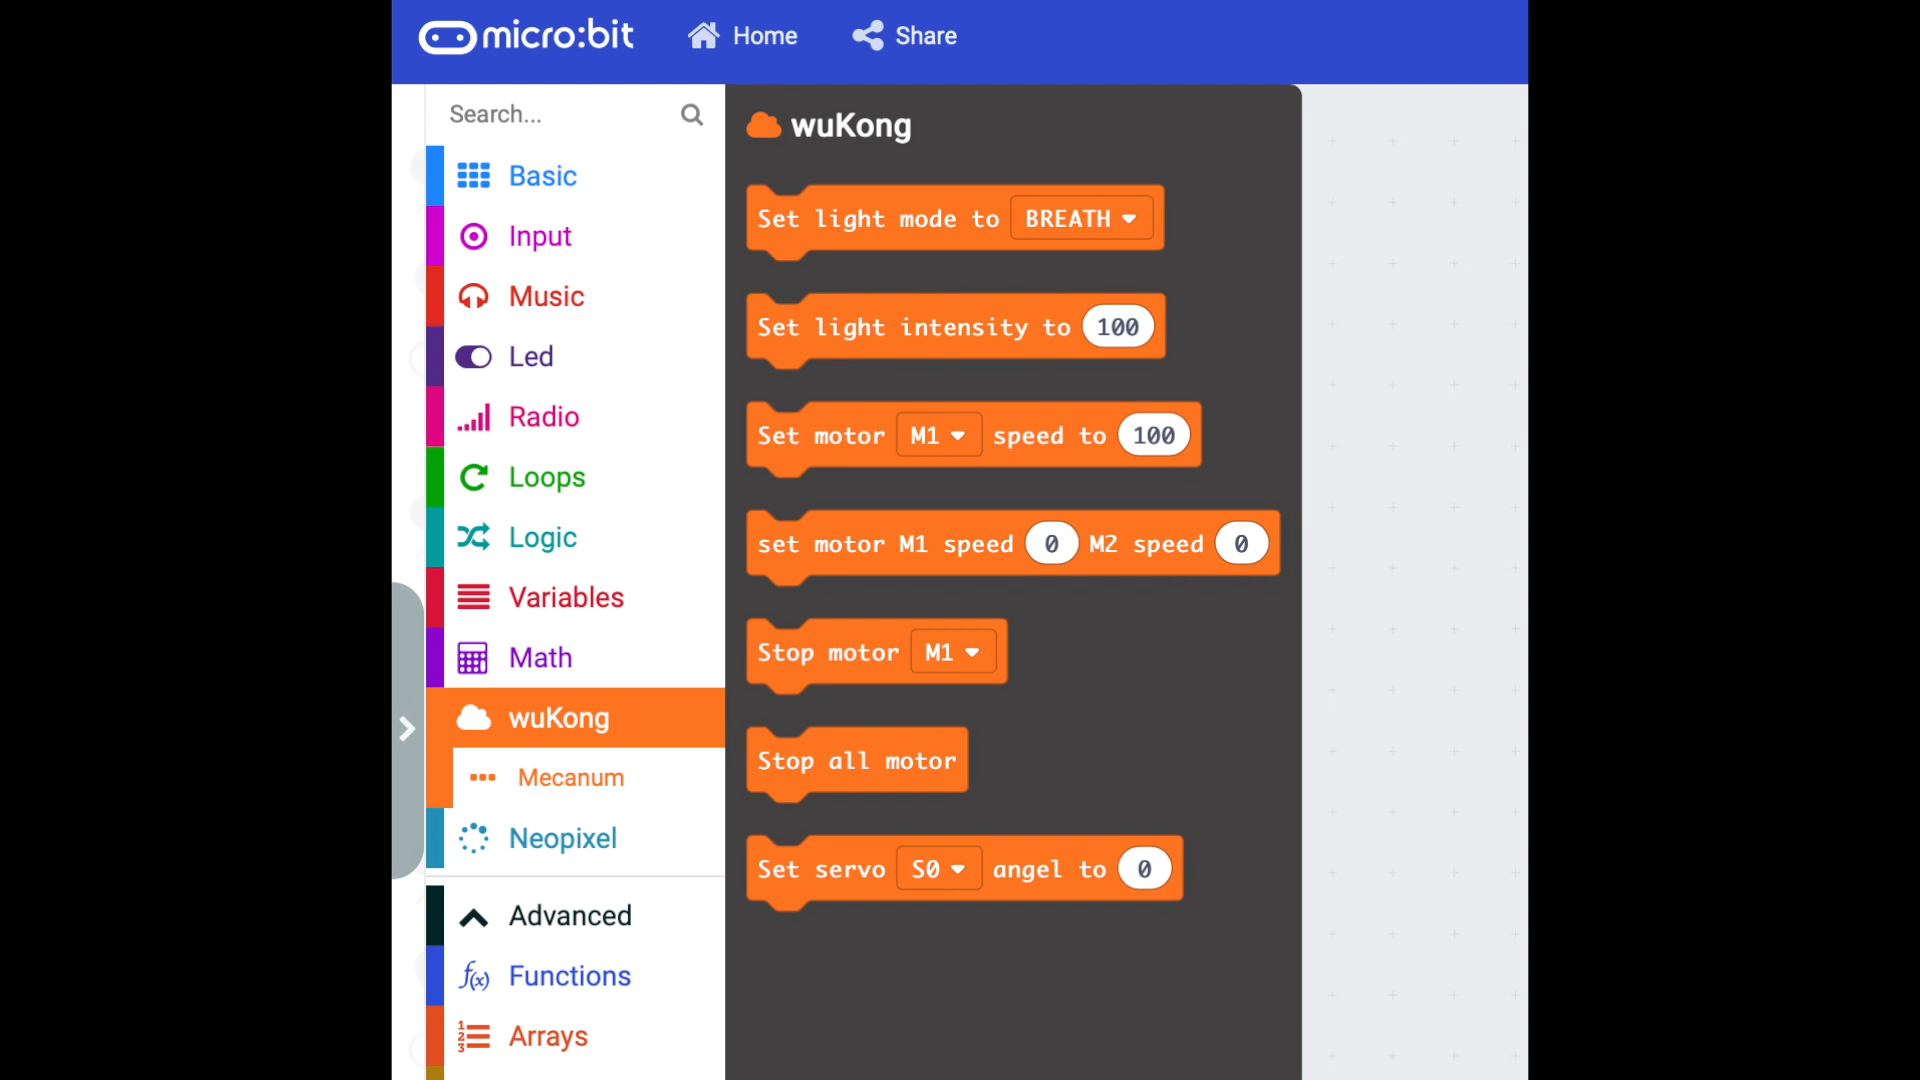 micro:bit Home Share
Search...
Basic
Input
Music
Led
Radio
Loops
Logic
Variables
Math
wuKong
Mecanum
Neopixel
Advanced
f(x) Functions
1 2 3 Arrays
wuKong
Set light mode to BREATH
Set light intensity to 100
Set motor M1 speed to 100
set motor M1 speed 0 M2 speed 0
Stop motor M1
Stop all motor
Set servo S0 angel to 0